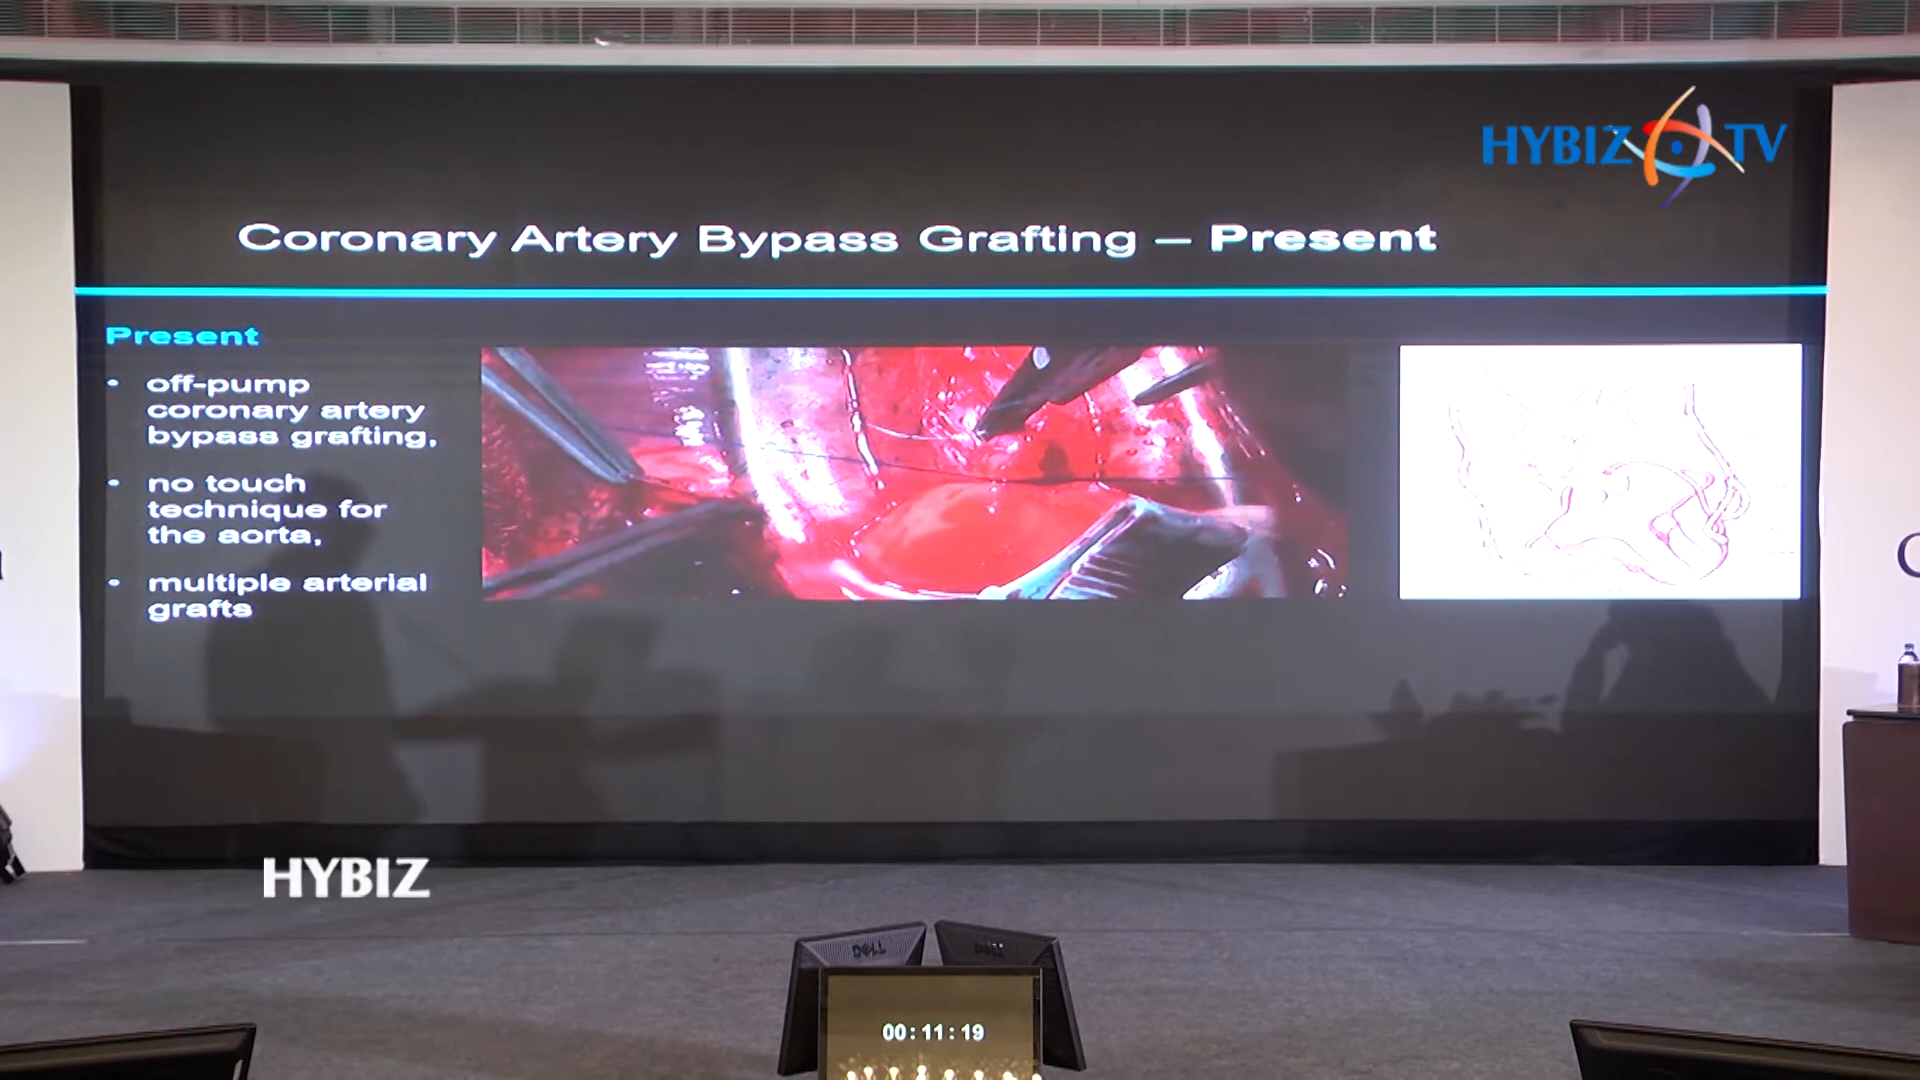 HYBIZ TV
Coronary Artery Bypass Grafting – Present
Present
• off-pump
coronary artery
bypass grafting,
• no touch
technique for
the aorta,
• multiple arterial
grafts
HYBIZ
DELL
DELL
00:11:19